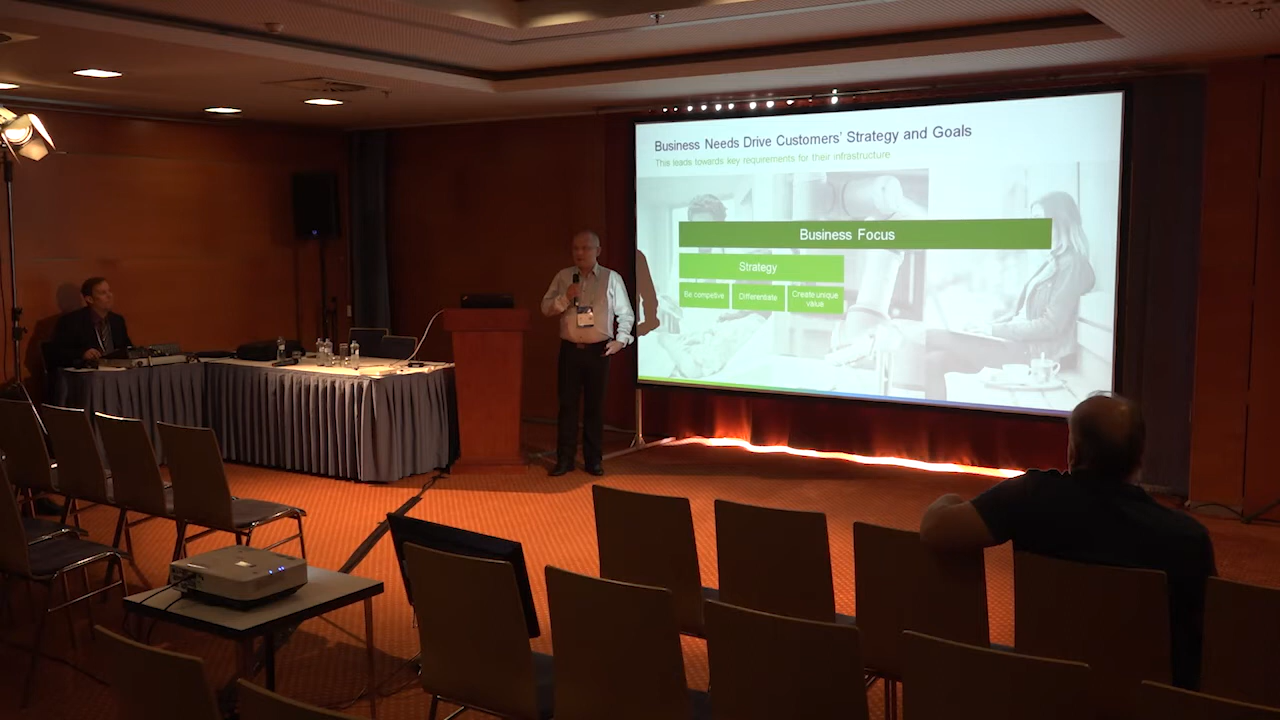 Business Needs Drive Customers' Strategy and Goals
This leads towards key requirements for their infrastructure
Business Focus
Strategy
Be competive
Differentiate
Create unique
value